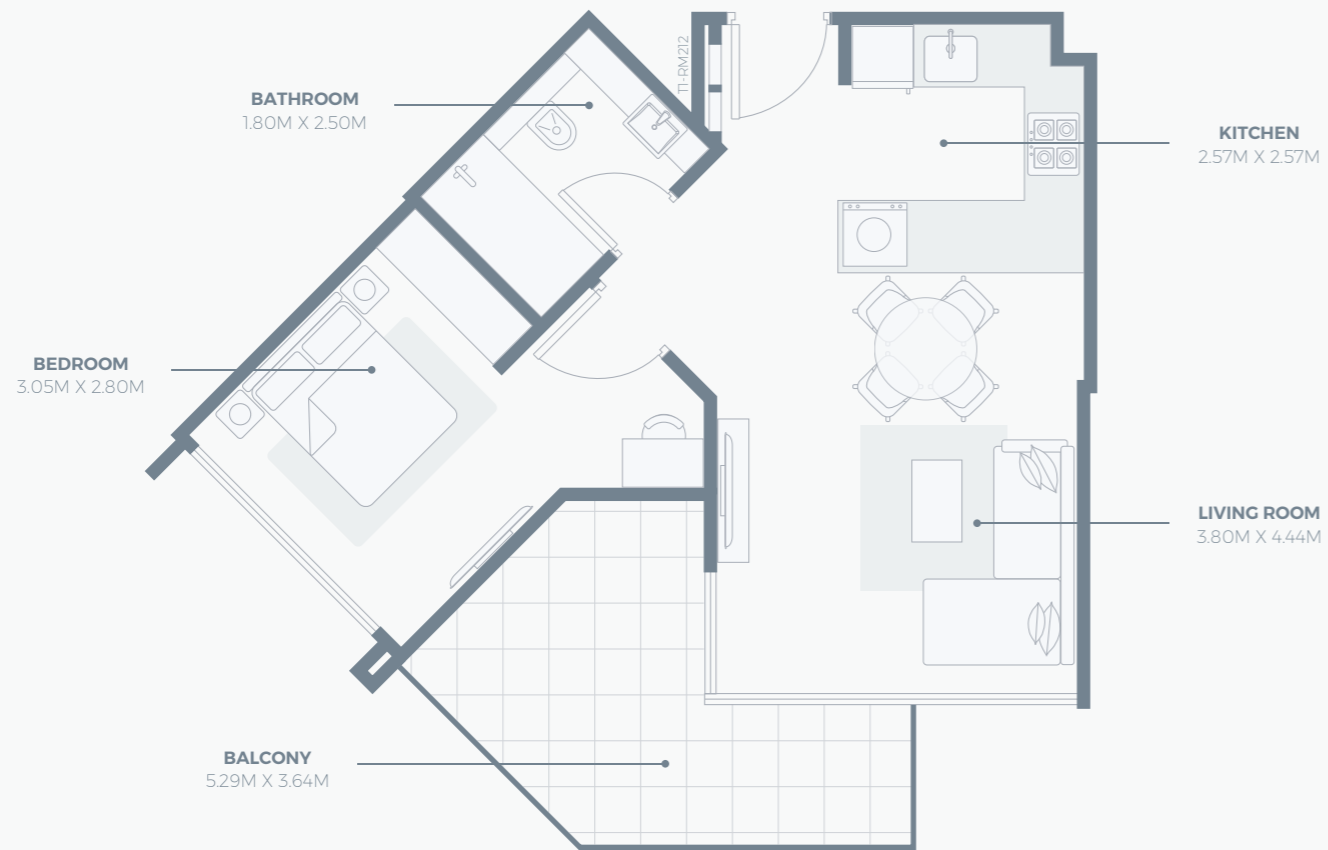 T1-RM212
BATHROOM
1.80M X 2.50M
KITCHEN
2.57M X 2.57M
BEDROOM
3.05M X 2.80M
LIVING ROOM
3.80M X 4.44M
BALCONY
5.29M X 3.64M